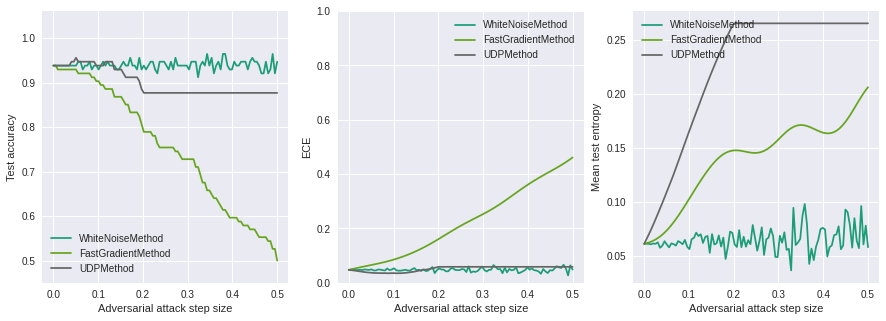 Test accuracy
1.0
0.9
0.8
0.7
0.6
0.5
WhiteNoiseMethod
FastGradientMethod
UDPMethod
0.0 0.1 0.2 0.3 0.4 0.5
Adversarial attack step size
ECE
1.0
0.8
0.6
0.4
0.2
0.0
WhiteNoiseMethod
FastGradientMethod
UDPMethod
0.0 0.1 0.2 0.3 0.4 0.5
Adversarial attack step size
Mean test entropy
0.25
0.20
0.15
0.10
0.05
WhiteNoiseMethod
FastGradientMethod
UDPMethod
0.0 0.1 0.2 0.3 0.4 0.5
Adversarial attack step size